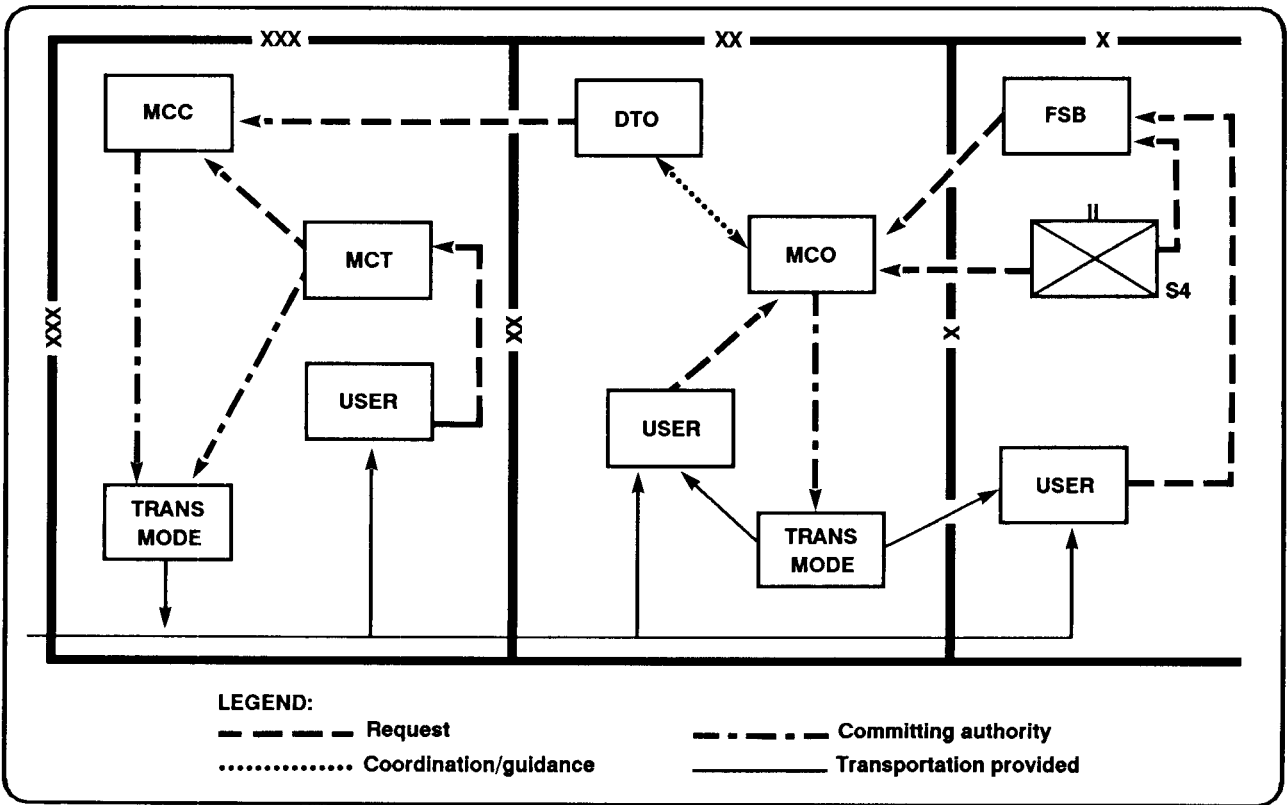 XXX
XX
X
MCC
DTO
FSB
MCT
MCO
II
S4
XXX
XX
X
USER
USER
USER
TRANS
MODE
TRANS
MODE
LEGEND:
Request
Committing authority
Coordination/guidance
Transportation provided